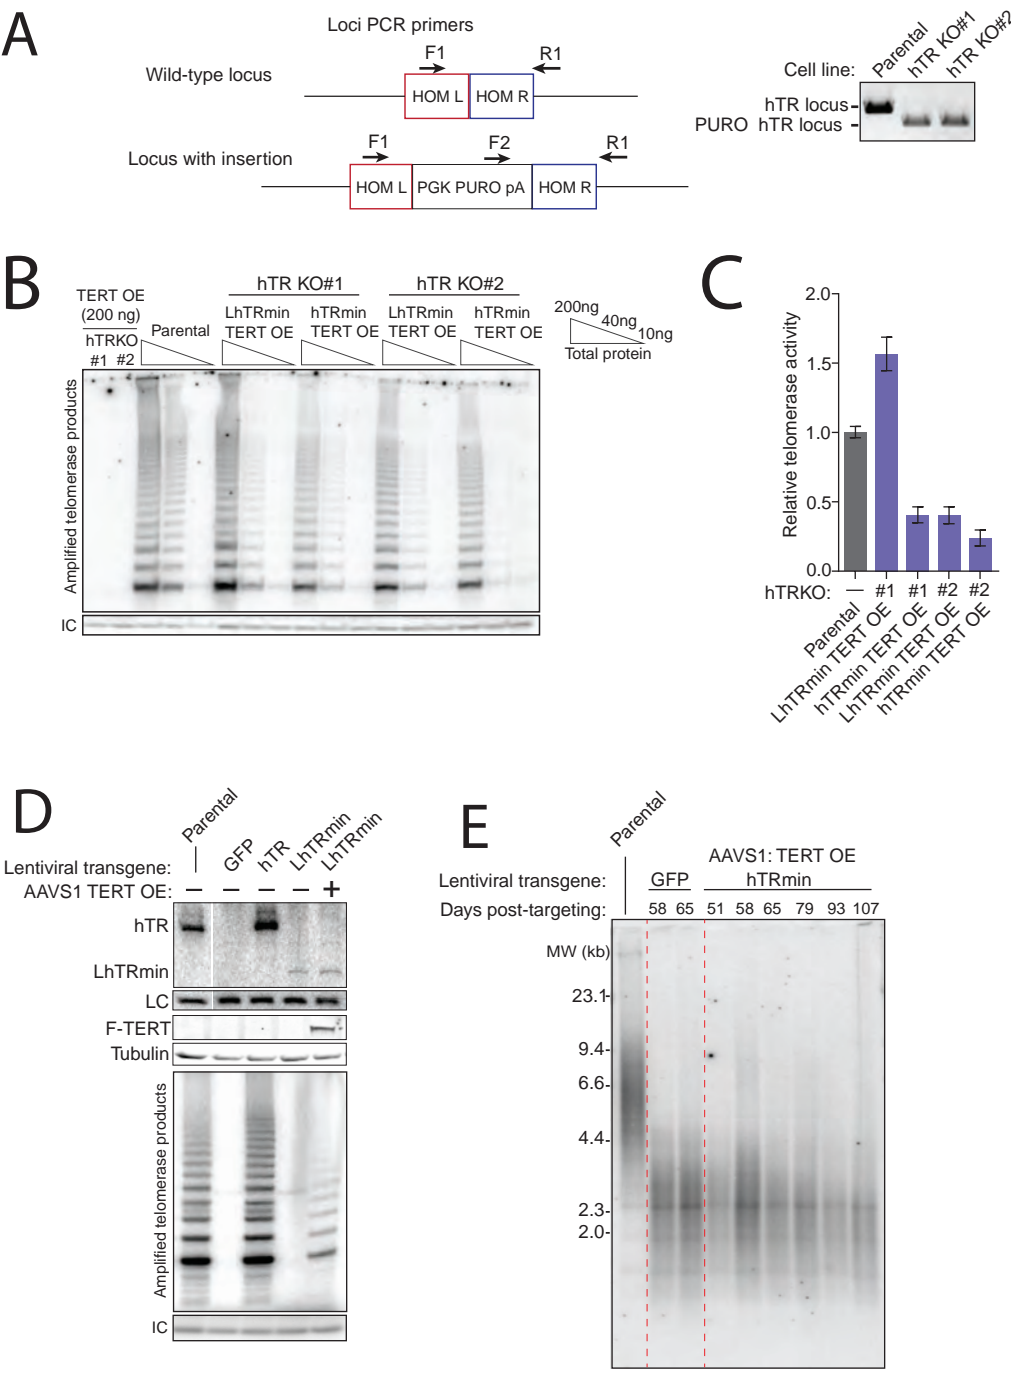 A
Loci PCR primers
Wild-type locus
F1
R1
HOM L
HOM R
Locus with insertion
F1
F2
R1
HOM L
PGK PURO pA
HOM R
Cell line:
Parental
hTR KO#1
hTR KO#2
hTR locus
PURO hTR locus
B
TERT OE
(200 ng)
hTRKO
#1 #2
Parental
hTR KO#1
LhTRmin
TERT OE
hTRmin
TERT OE
hTR KO#2
LhTRmin
TERT OE
hTRmin
TERT OE
200ng
40ng
10ng
Total protein
Amplified telomerase products
IC
C
Relative telomerase activity
2.0
1.5
1.0
0.5
0.0
hTRKO: — #1 #1 #2 #2
Parental
LhTRmin TERT OE
hTRmin TERT OE
LhTRmin TERT OE
hTRmin TERT OE
D
Parental
Lentiviral transgene:
GFP
hTR
LhTRmin
LhTRmin
AAVS1 TERT OE: – – – – +
hTR
LhTRmin
LC
F-TERT
Tubulin
Amplified telomerase products
IC
E
Parental
AAVS1: TERT OE
Lentiviral transgene: GFP hTRmin
Days post-targeting: 58 65 51 58 65 79 93 107
MW (kb)
23.1
9.4
6.6
4.4
2.3
2.0